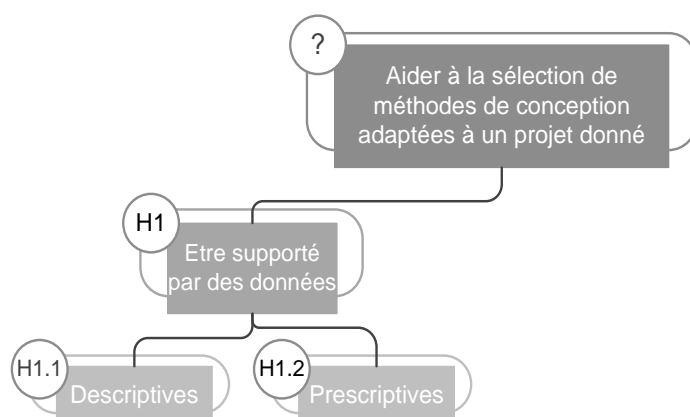 ?
Aider à la sélection de
méthodes de conception
adaptées à un projet donné
H1
Etre supporté
par des données
H1.1
Descriptives
H1.2
Prescriptives